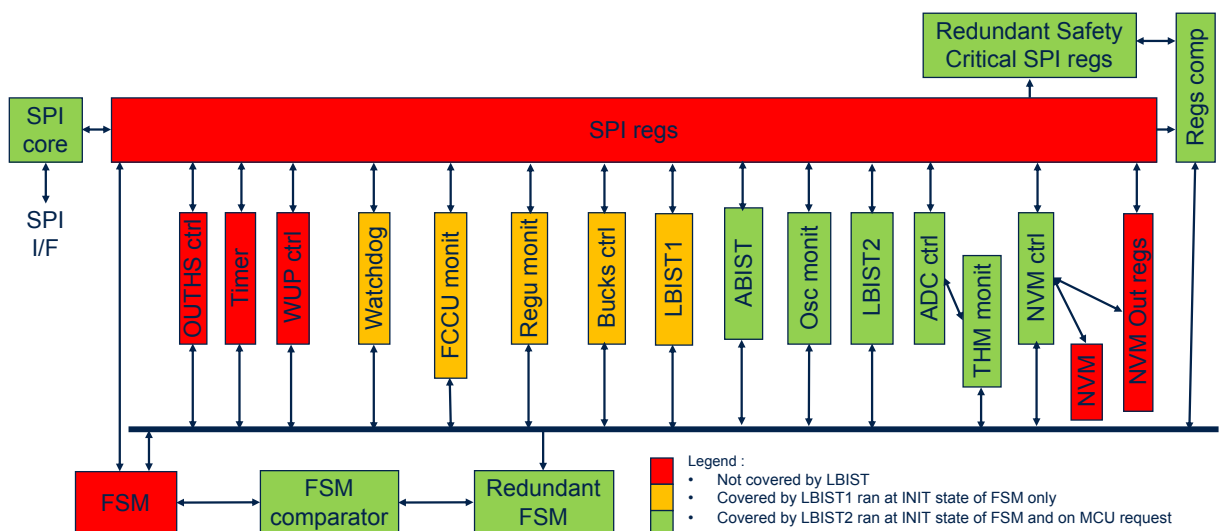 Redundant Safety
Critical SPI regs
Regs comp
SPI
core
SPI regs
SPI
I/F
OUTHS ctrl
Timer
WUP ctrl
Watchdog
FCCU monit
Regu monit
Bucks ctrl
LBIST1
ABIST
Osc monit
LBIST2
ADC ctrl
THM monit
NVM ctrl
NVM
NVM Out regs
FSM
FSM
comparator
Redundant
FSM
Legend :
• Not covered by LBIST
• Covered by LBIST1 ran at INIT state of FSM only
• Covered by LBIST2 ran at INIT state of FSM and on MCU request